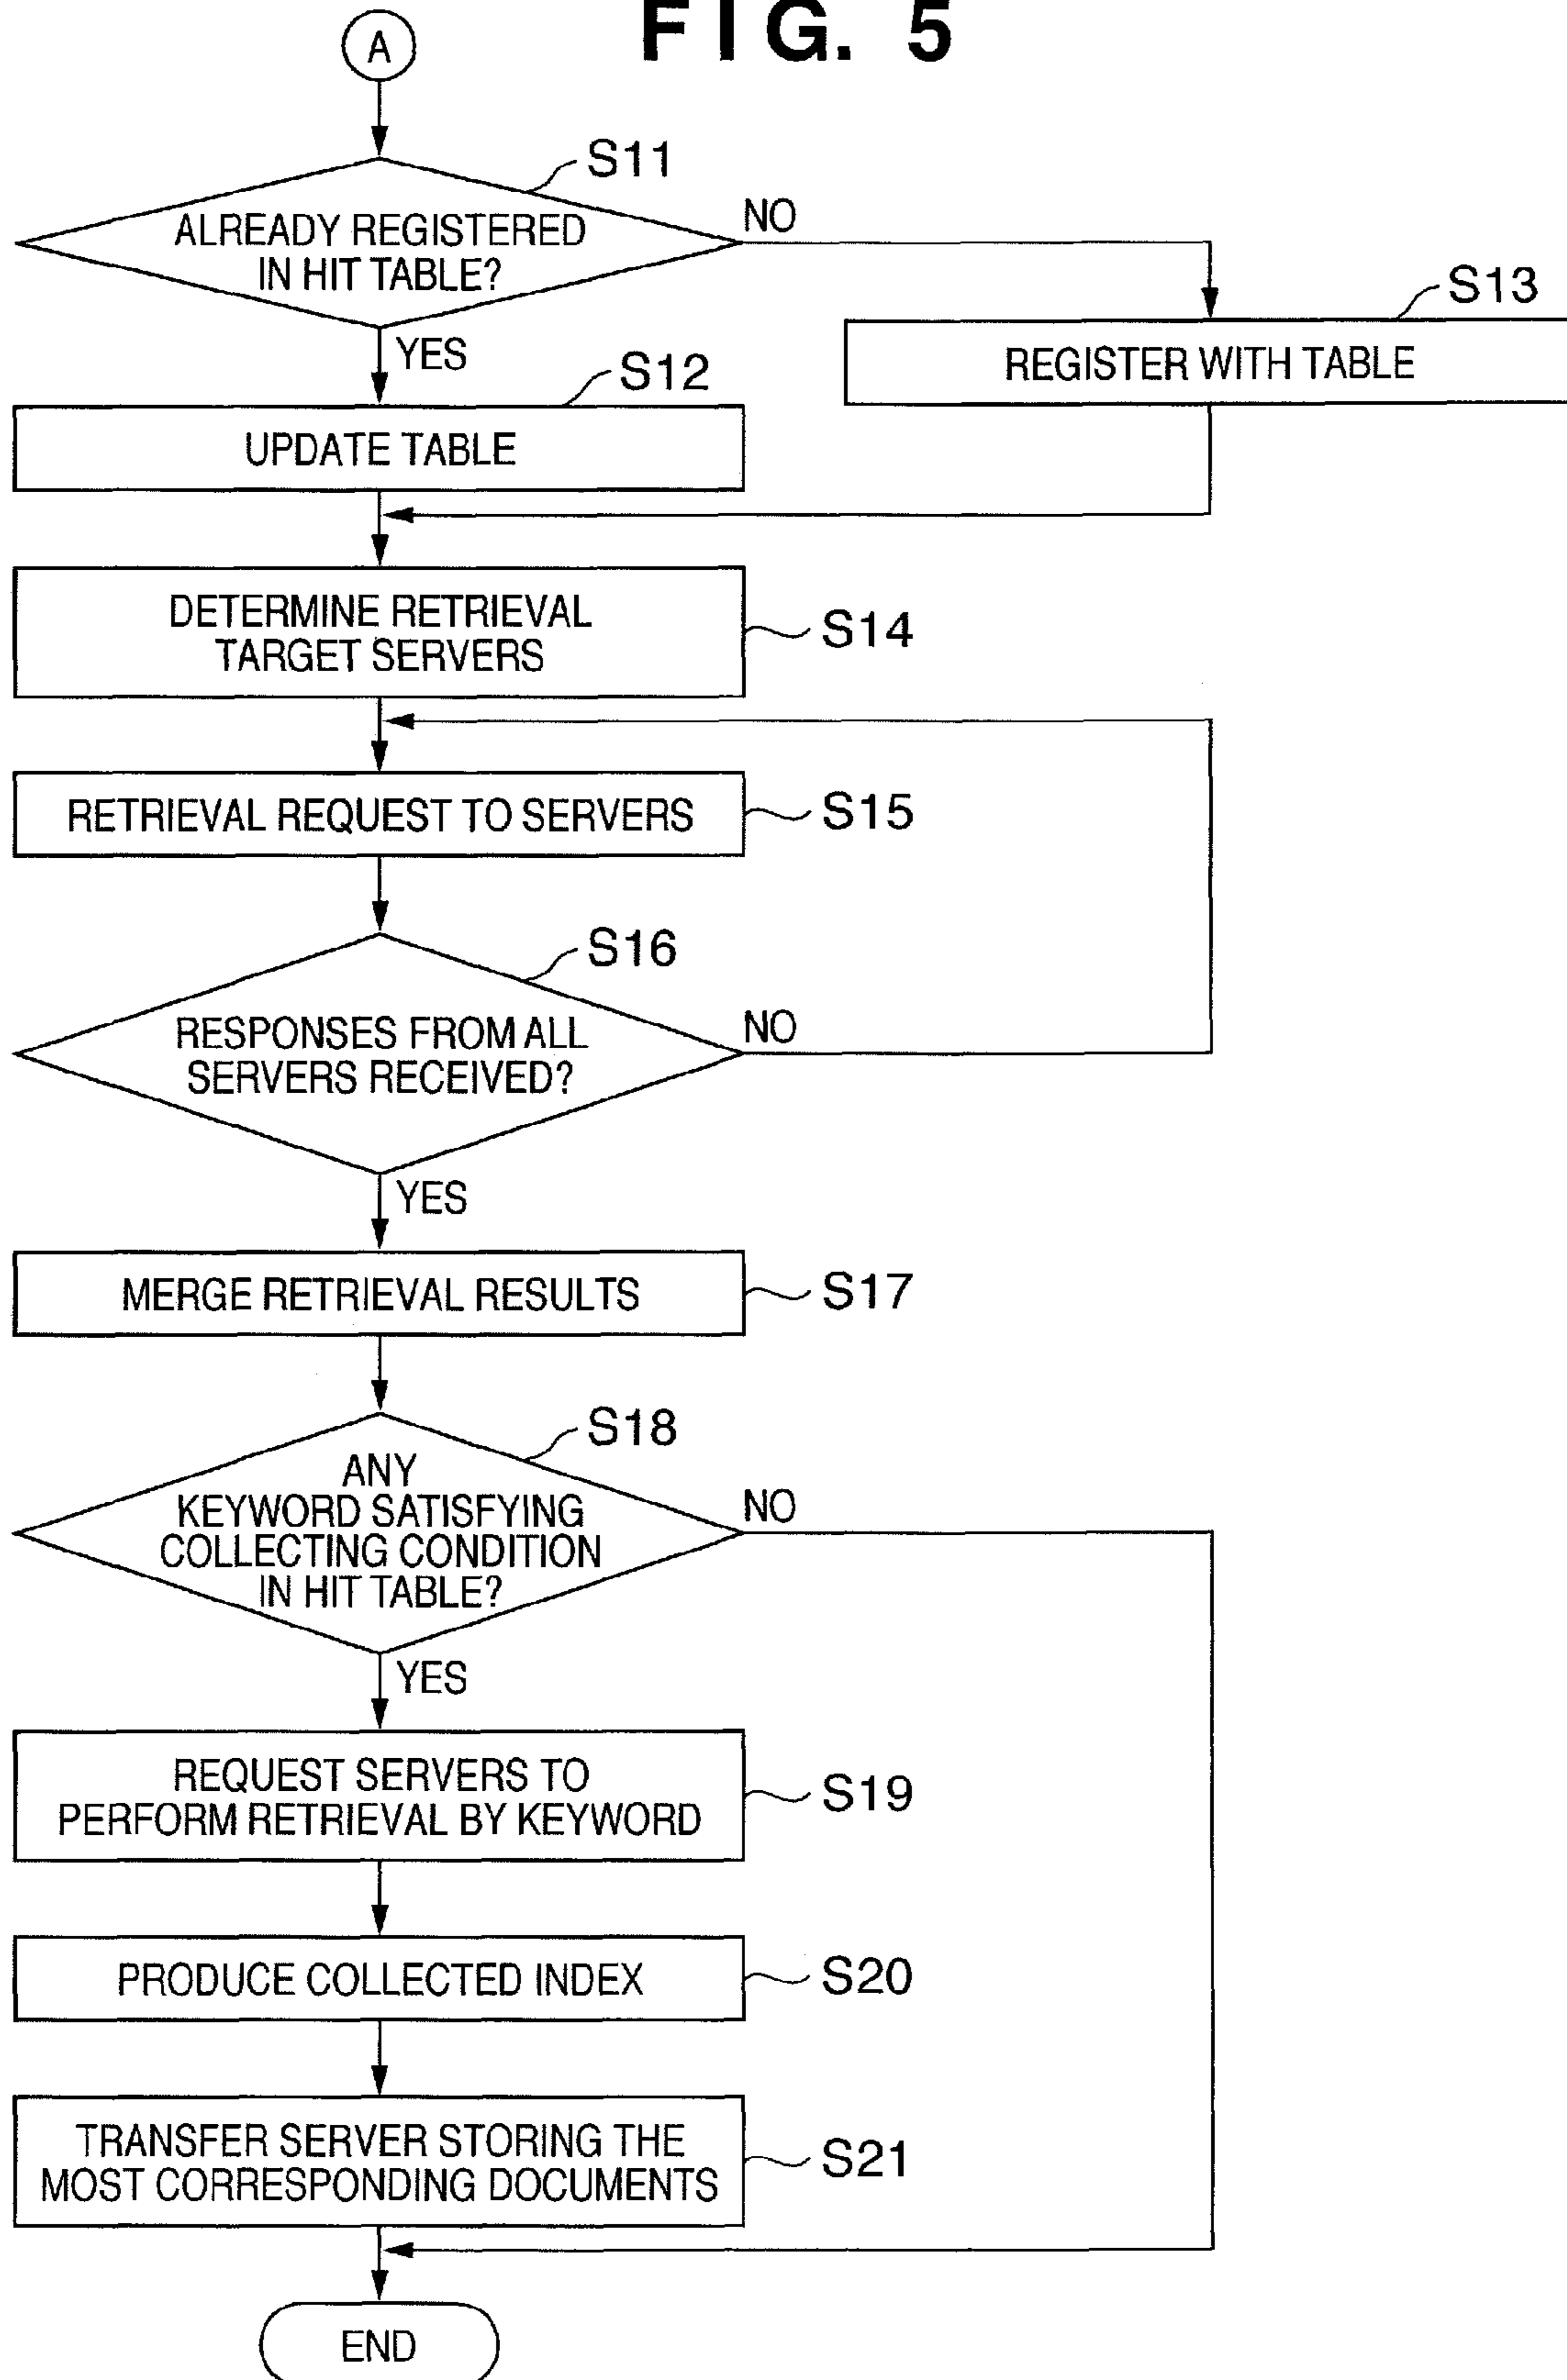 FIG. 5
A
S11
ALREADY REGISTERED
IN HIT TABLE?
NO
YES
S13
REGISTER WITH TABLE
S12
UPDATE TABLE
DETERMINE RETRIEVAL
TARGET SERVERS
S14
RETRIEVAL REQUEST TO SERVERS
S15
S16
RESPONSES FROM ALL
SERVERS RECEIVED?
NO
YES
MERGE RETRIEVAL RESULTS
S17
S18
ANY
KEYWORD SATISFYING
COLLECTING CONDITION
IN HIT TABLE?
NO
YES
REQUEST SERVERS TO
PERFORM RETRIEVAL BY KEYWORD
S19
PRODUCE COLLECTED INDEX
S20
TRANSFER SERVER STORING THE
MOST CORRESPONDING DOCUMENTS
S21
END